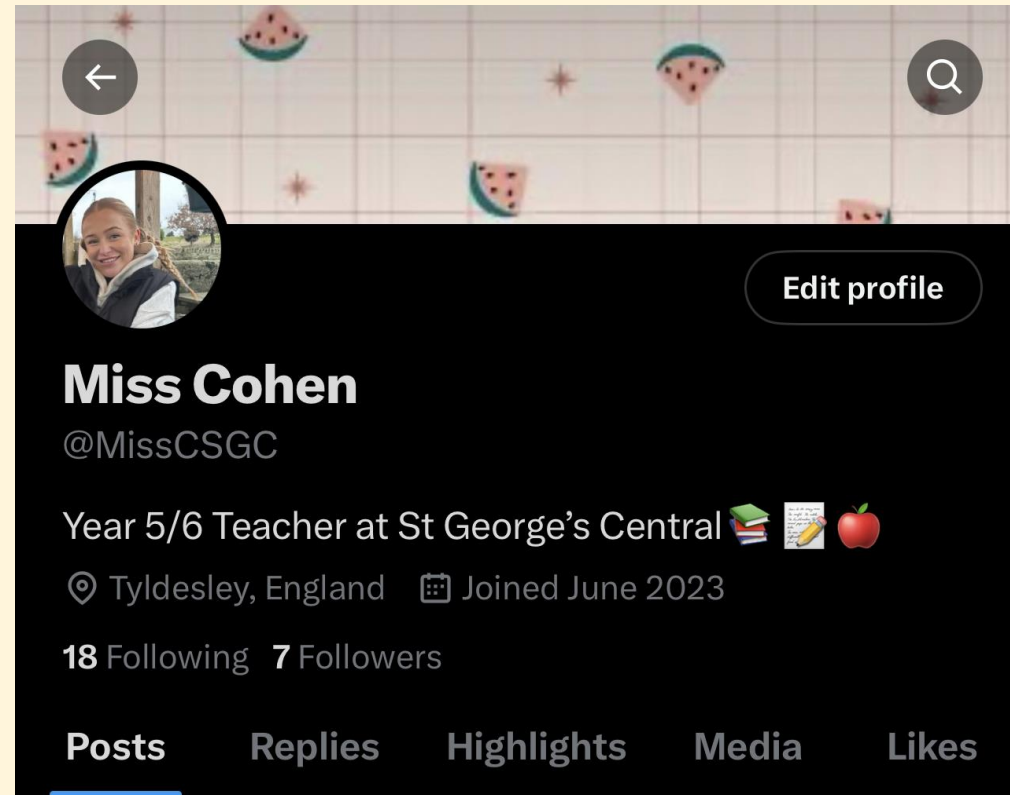 Edit profile
Miss Cohen
@MissCSGC
Year 5/6 Teacher at St George’s Central📚 📝 🍎
Tyldesley, England Joined June 2023
18 Following 7 Followers
Posts Replies Highlights Media Likes